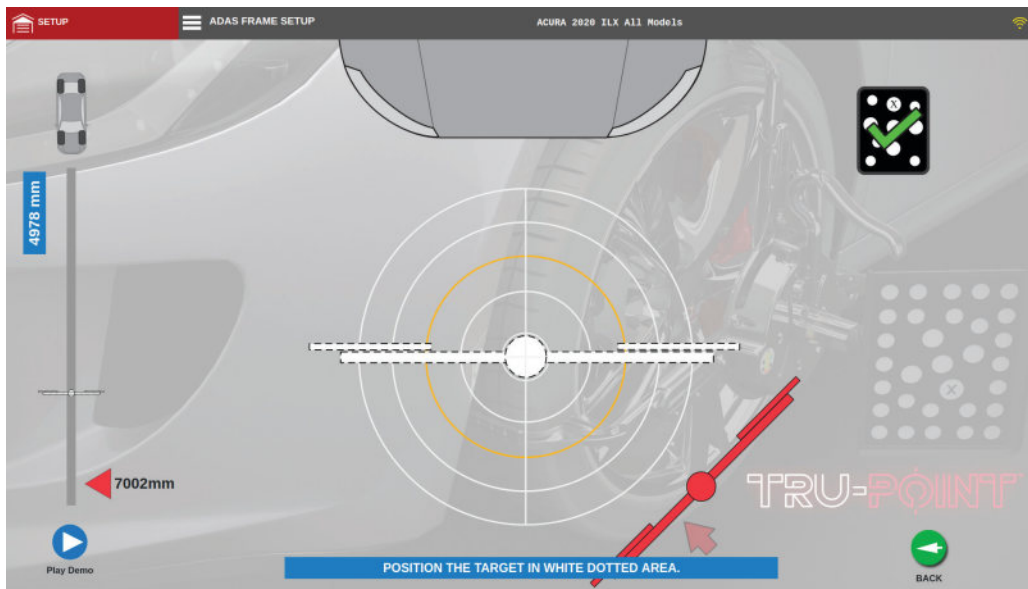 SETUP
ADAS FRAME SETUP
ACURA 2020 ILX All Models
X
4978 mm
X
7002mm
TRU-POINT
Play Demo
POSITION THE TARGET IN WHITE DOTTED AREA.
BACK